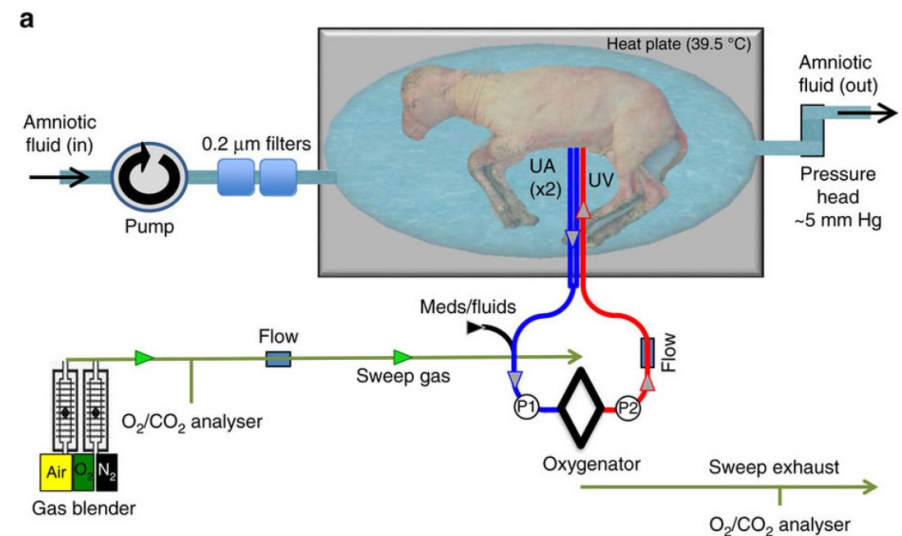 a
Heat plate (39.5 °C)
Amniotic
fluid (in)
0.2 μm filters
Pump
UA
(x2)
UV
Amniotic
fluid (out)
Pressure
head
~5 mm Hg
Meds/fluids
Flow
Sweep gas
Flow
O₂/CO₂ analyser
P1
P2
Oxygenator
Air
O₂
N₂
Gas blender
Sweep exhaust
O₂/CO₂ analyser